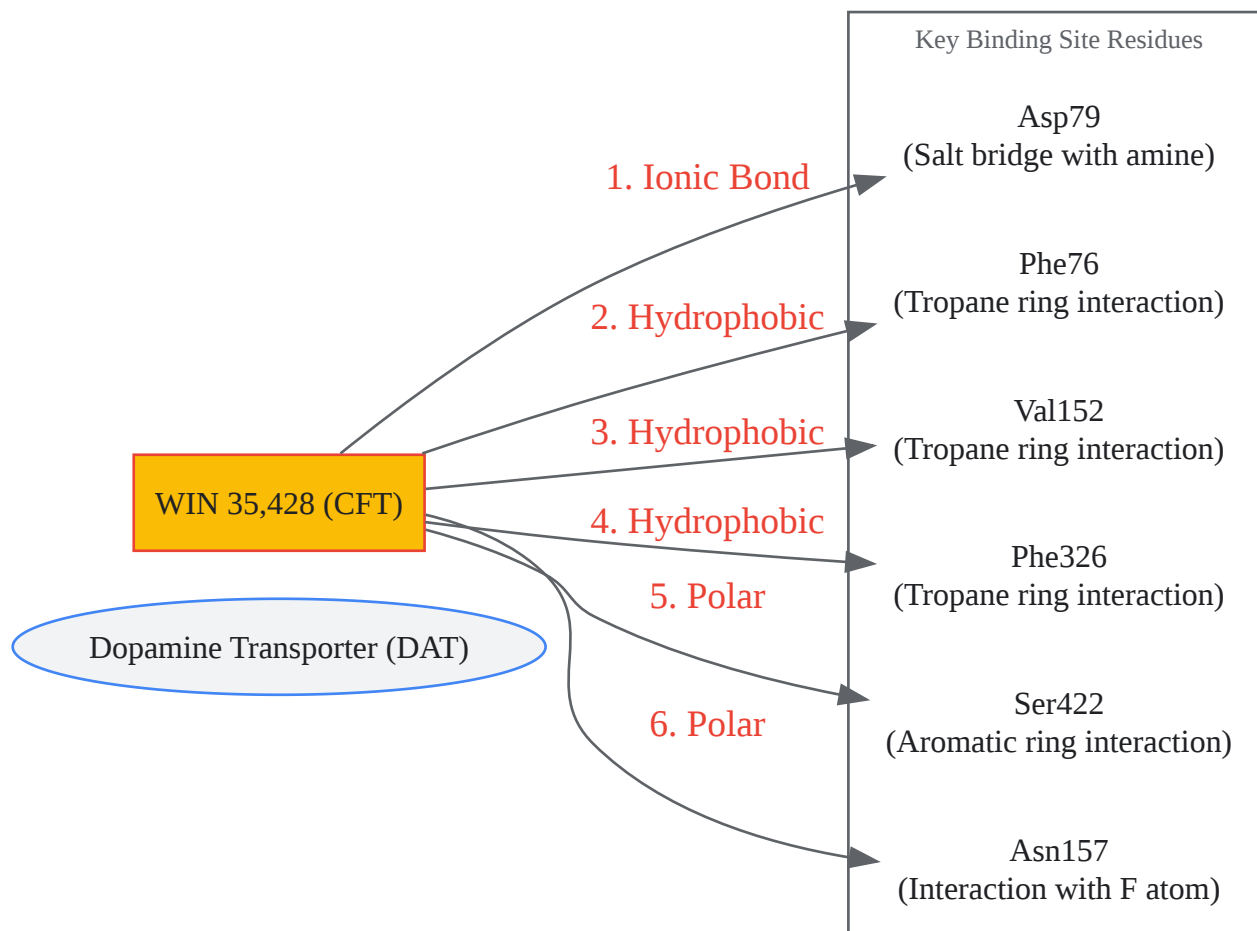 Key Binding Site Residues
Asp79
(Salt bridge with amine)
1. Ionic Bond
Phe76
(Tropane ring interaction)
2. Hydrophobic
Val152
(Tropane ring interaction)
3. Hydrophobic
WIN 35,428 (CFT)
4. Hydrophobic
Phe326
(Tropane ring interaction)
5. Polar
Dopamine Transporter (DAT)
Ser422
(Aromatic ring interaction)
6. Polar
Asn157
(Interaction with F atom)